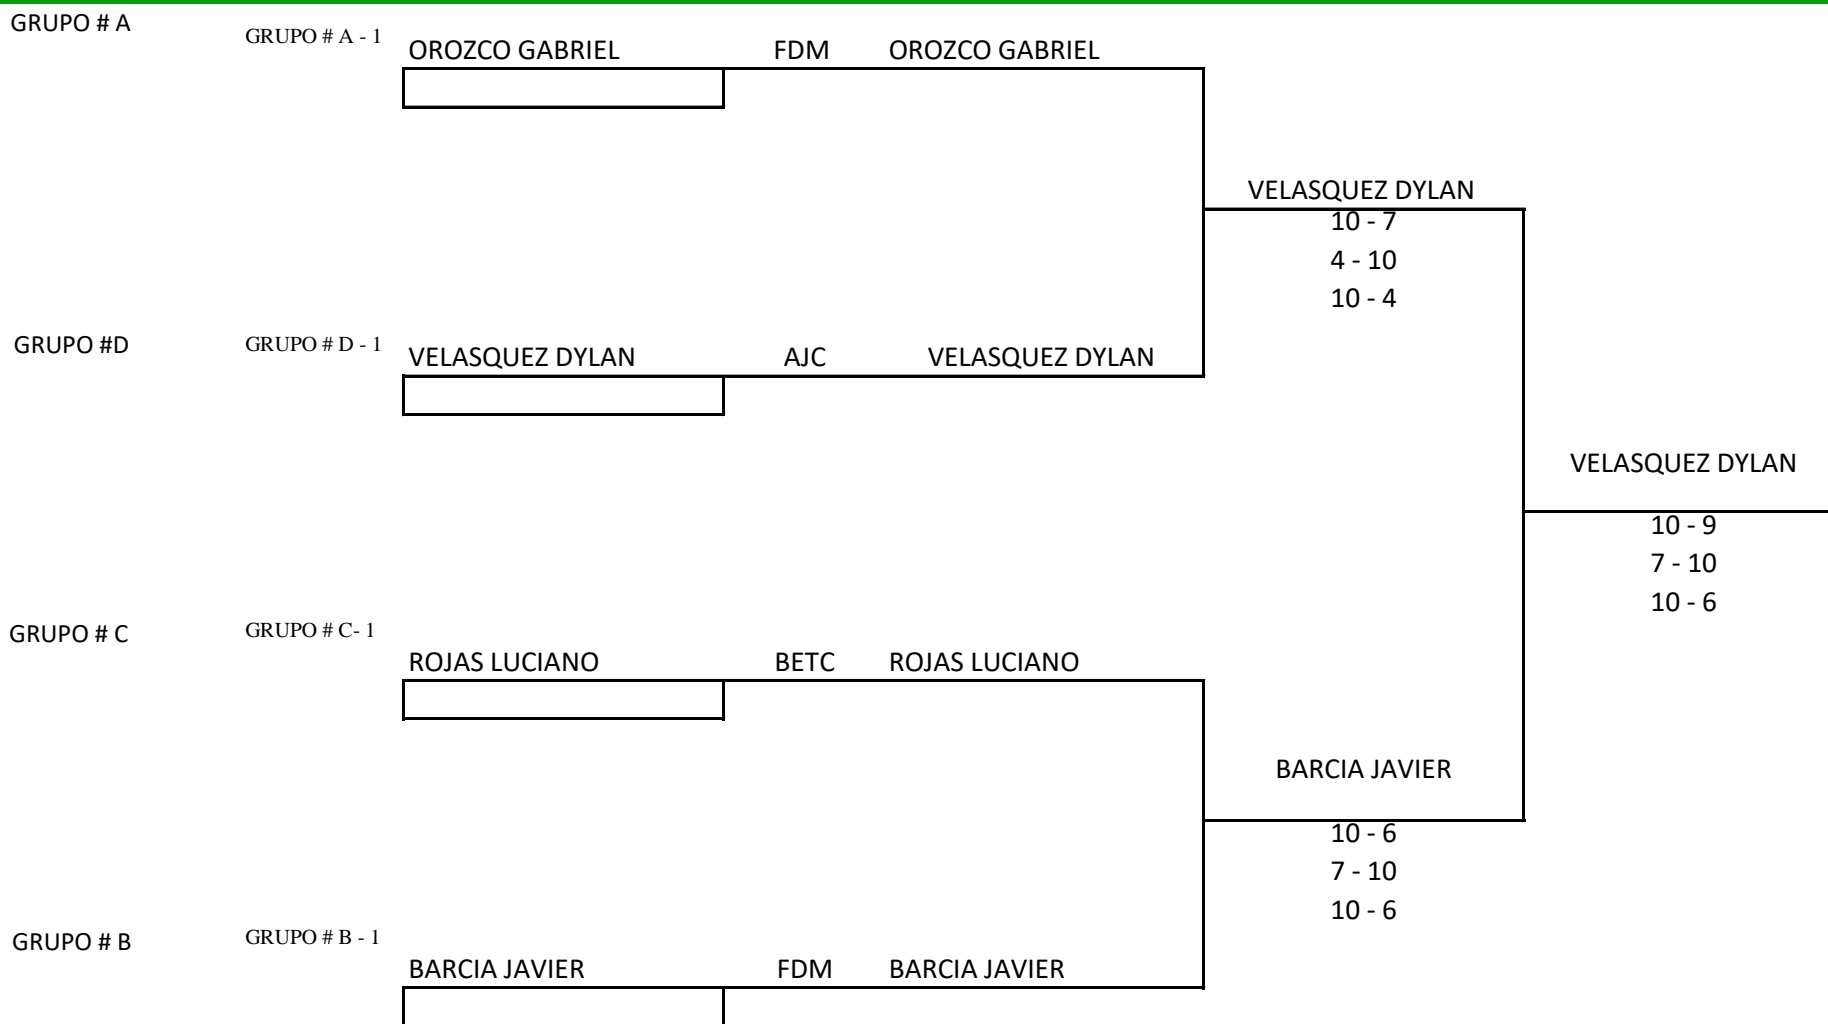 GRUPO # A
GRUPO # A - 1
OROZCO GABRIEL FDM OROZCO GABRIEL
VELASQUEZ DYLAN
10 - 7
4 - 10
10 - 4
GRUPO #D
GRUPO # D - 1
VELASQUEZ DYLAN AJC VELASQUEZ DYLAN
VELASQUEZ DYLAN
10 - 9
7 - 10
10 - 6
GRUPO # C
GRUPO # C- 1
ROJAS LUCIANO BETC ROJAS LUCIANO
BARCIA JAVIER
10 - 6
7 - 10
10 - 6
GRUPO # B
GRUPO # B - 1
BARCIA JAVIER FDM BARCIA JAVIER